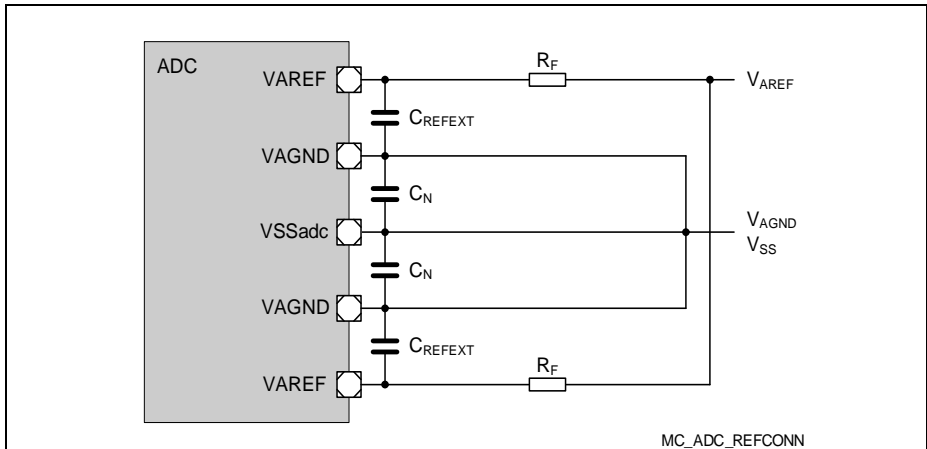 ADC
VAREF
R_F
V_AREF
C_REFEXT
VAGND
C_N
VSSadc
V_AGND
V_SS
C_N
VAGND
C_REFEXT
VAREF
R_F
MC_ADC_REFCONN